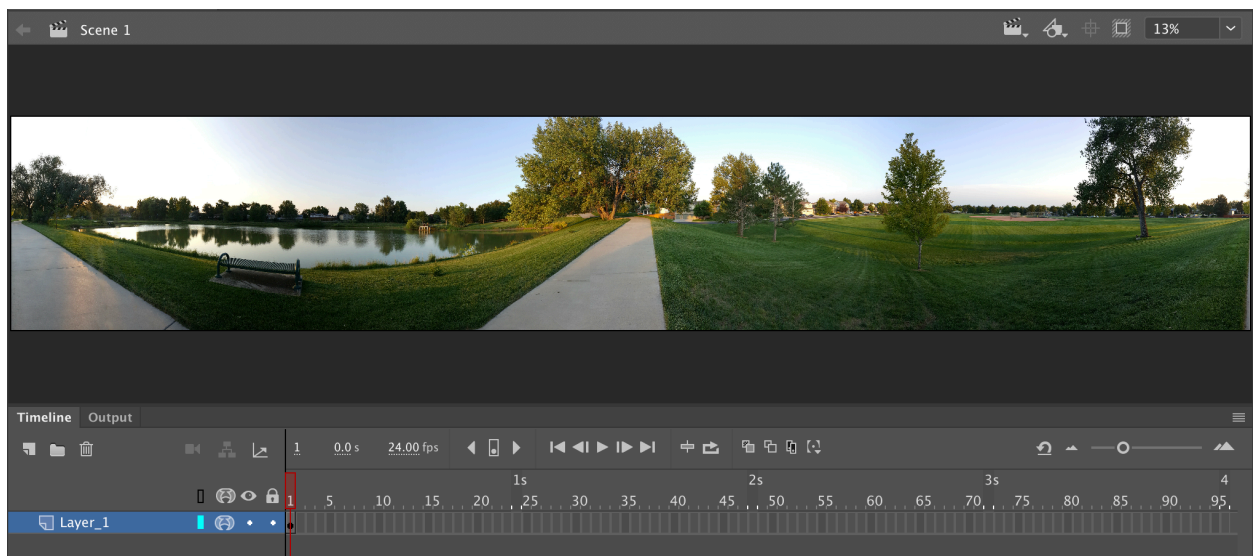 Scene 1
13%
Timeline Output
1 0.0 s 24.00 fps
1s 2s 3s 4
1 5 10 15 20 25 30 35 40 45 50 55 60 65 70 75 80 85 90 95
Layer_1